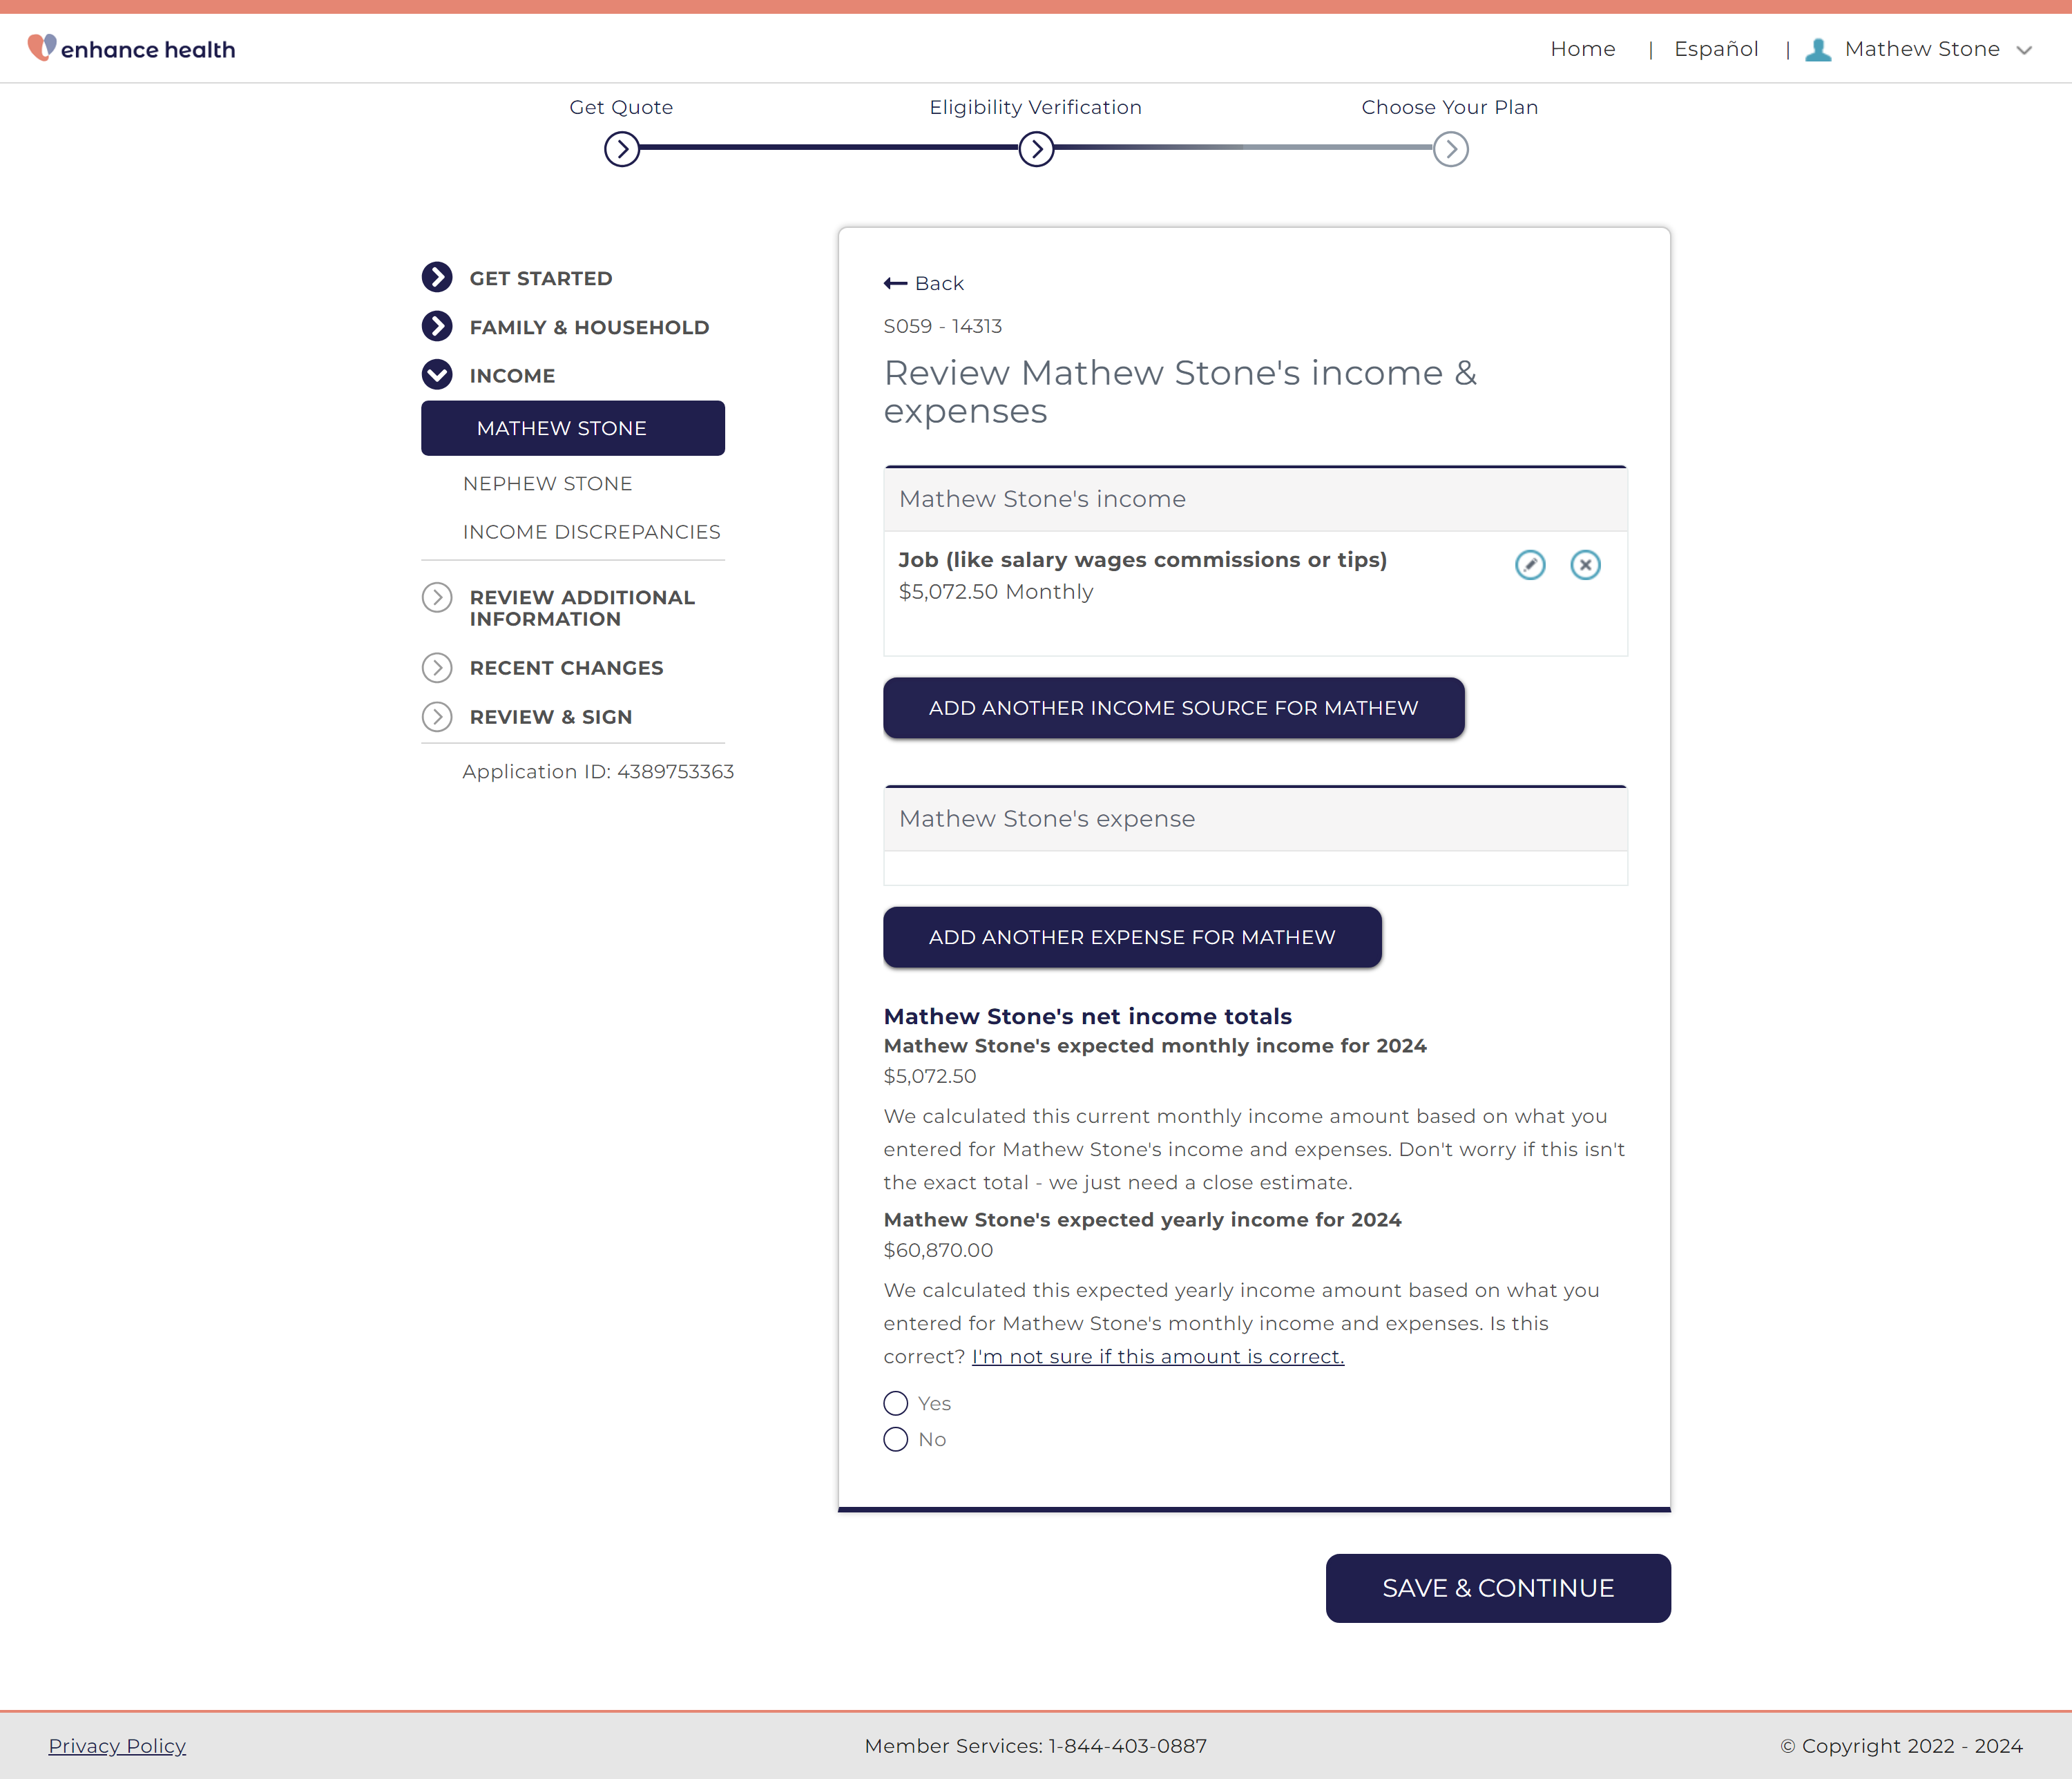 enhance health
Home | Español | Mathew Stone
Get Quote
Eligibility Verification
Choose Your Plan
GET STARTED
FAMILY & HOUSEHOLD
INCOME
MATHEW STONE
NEPHEW STONE
INCOME DISCREPANCIES
REVIEW ADDITIONAL
INFORMATION
RECENT CHANGES
REVIEW & SIGN
Application ID: 4389753363
Back
S059 - 14313
Review Mathew Stone's income &
expenses
Mathew Stone's income
Job (like salary wages commissions or tips)
$5,072.50 Monthly
ADD ANOTHER INCOME SOURCE FOR MATHEW
Mathew Stone's expense
ADD ANOTHER EXPENSE FOR MATHEW
Mathew Stone's net income totals
Mathew Stone's expected monthly income for 2024
$5,072.50
We calculated this current monthly income amount based on what you
entered for Mathew Stone's income and expenses. Don't worry if this isn't
the exact total - we just need a close estimate.
Mathew Stone's expected yearly income for 2024
$60,870.00
We calculated this expected yearly income amount based on what you
entered for Mathew Stone's monthly income and expenses. Is this
correct? I'm not sure if this amount is correct.
Yes
No
SAVE & CONTINUE
Privacy Policy
Member Services: 1-844-403-0887
© Copyright 2022 - 2024